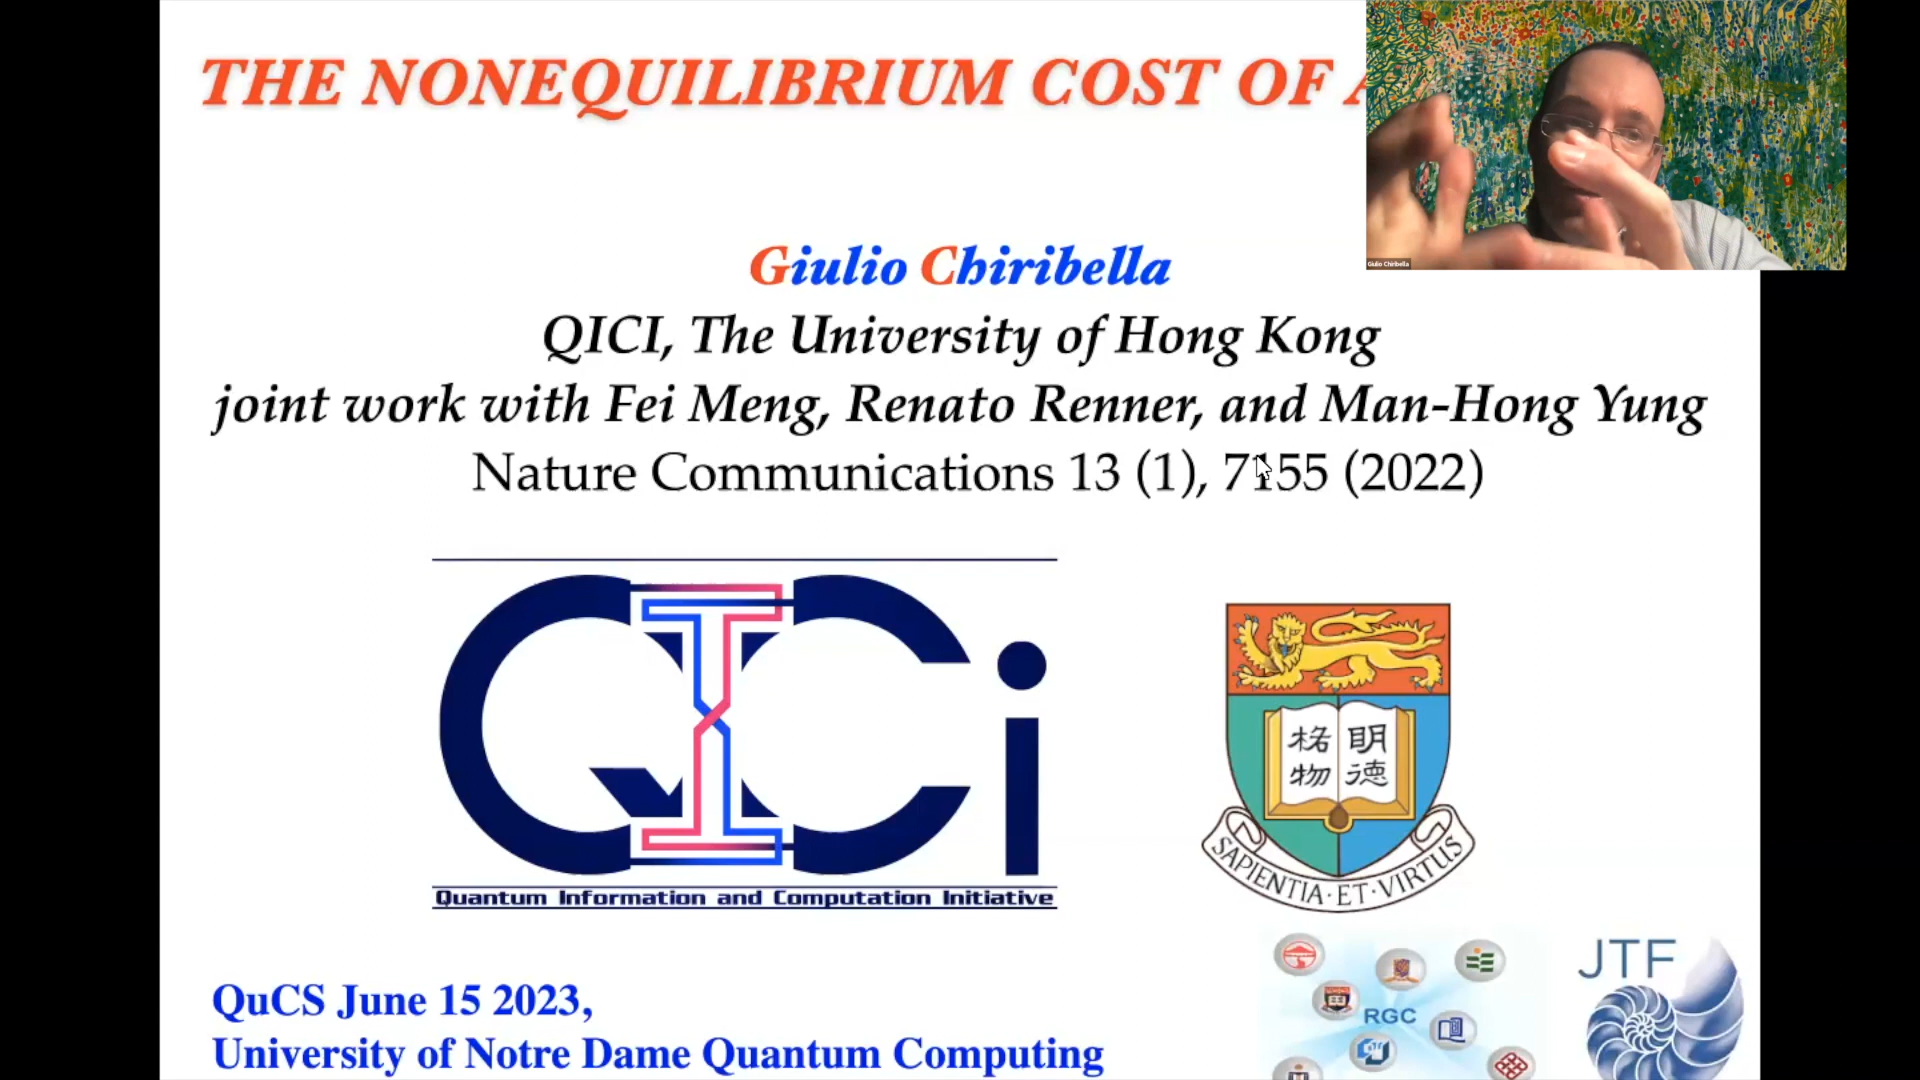 THE NONEQUILIBRIUM COST OF A
Giulio Chiribella
Giulio Chiribella
QICI, The University of Hong Kong
joint work with Fei Meng, Renato Renner, and Man-Hong Yung
Nature Communications 13 (1), 7155 (2022)
QICi
Quantum Information and Computation Initiative
明德
格物
SAPIENTIA·ET·VIRTUS
RGC
JTF
QuCS June 15 2023,
University of Notre Dame Quantum Computing